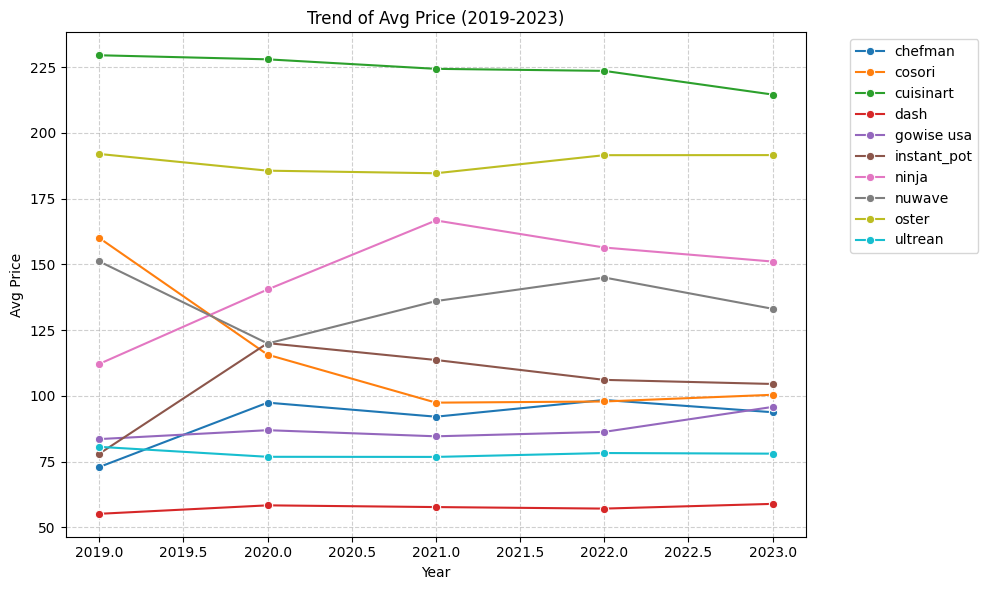 Trend of Avg Price (2019-2023)
225
200
175
150
125
100
75
50
Avg Price
2019.0 2019.5 2020.0 2020.5 2021.0 2021.5 2022.0 2022.5 2023.0
Year
chefman
cosori
cuisinart
dash
gowise usa
instant_pot
ninja
nuwave
oster
ultrean